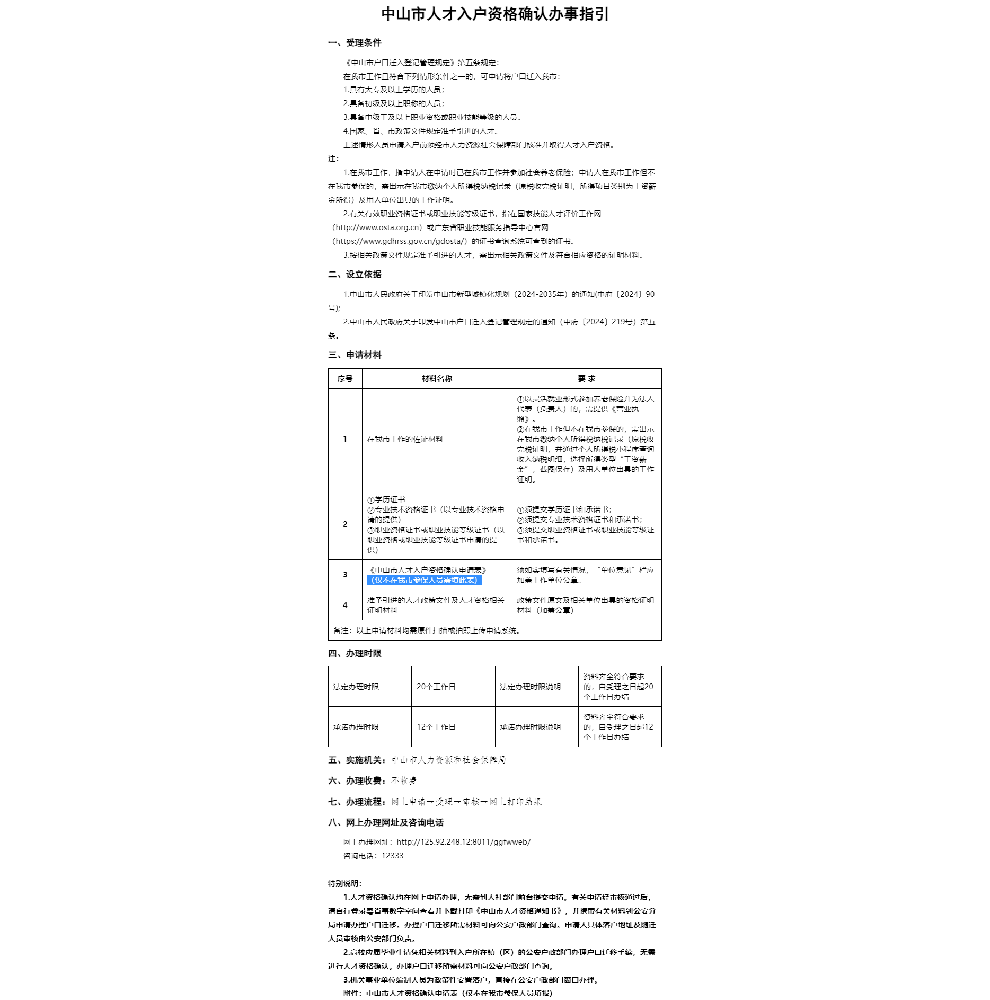 中山市人才入户资格确认办事指引
一、受理条件
《中山市户口迁入登记管理规定》第五条规定：
在我市工作且符合下列情形条件之一的，可申请将户口迁入我市：
1.具有大专及以上学历的人员；
2.具备初级及以上职称的人员；
3.具备中级工及以上职业资格或职业技能等级的人员。
4.国家、省、市政策文件规定准予引进的人才。
上述情形人员申请入户前须经市人力资源社会保障部门核准并取得人才入户资格。
注：
1.在我市工作，指申请人在申请时已在我市工作并参加社会养老保险；申请人在我市工作但不
在我市参保的，需出示在我市缴纳个人所得税纳税记录（原税收完税证明，所得项目类别为工资薪
金所得）及用人单位出具的工作证明。
2.有关有效职业资格证书或职业技能等级证书，指在国家技能人才评价工作网
（http://www.osta.org.cn）或广东省职业技能服务指导中心官网
（https://www.gdhrss.gov.cn/gdosta/）的证书查询系统可查到的证书。
3.按相关政策文件规定准予引进的人才，需出示相关政策文件及符合相应资格的证明材料。
二、设立依据
1.中山市人民政府关于印发中山市新型城镇化规划（2024-2035年）的通知(中府〔2024〕90
号);
2.中山市人民政府关于印发中山市户口迁入登记管理规定的通知（中府〔2024〕219号）第五
条。
三、申请材料
序号 材料名称 要 求
1
在我市工作的佐证材料
①以灵活就业形式参加养老保险并为法人
代表（负责人）的，需提供《营业执
照》。
②在我市工作但不在我市参保的，需出示
在我市缴纳个人所得税纳税记录（原税收
完税证明，并通过个人所得税小程序查询
收入纳税明细，选择所得类型“工资薪
金”，截图保存）及用人单位出具的工作
证明。
2
①学历证书
②专业技术资格证书（以专业技术资格申
请的提供）
③职业资格证书或职业技能等级证书（以
职业资格或职业技能等级证书申请的提
供）
①须提交学历证书和承诺书；
②须提交专业技术资格证书和承诺书；
③须提交职业资格证书或职业技能等级证
书和承诺书。
3
《中山市人才入户资格确认申请表》
（仅不在我市参保人员需填此表）
须如实填写有关情况，“单位意见”栏应
加盖工作单位公章。
4
准予引进的人才政策文件及人才资格相关
证明材料
政策文件原文及相关单位出具的资格证明
材料（加盖公章）
备注：以上申请材料均需原件扫描或拍照上传申请系统。
四、办理时限
法定办理时限
20个工作日
法定办理时限说明
资料齐全符合要求
的，自受理之日起20
个工作日办结
承诺办理时限
12个工作日
承诺办理时限说明
资料齐全符合要求
的，自受理之日起12
个工作日办结
五、实施机关：中山市人力资源和社会保障局
六、办理收费：不收费
七、办理流程：网上申请→受理→审核→网上打印结果
八、网上办理网址及咨询电话
网上办理网址：http://125.92.248.12:8011/ggfwweb/
咨询电话：12333
特别说明：
1.人才资格确认均在网上申请办理，无需到人社部门前台提交申请。有关申请经审核通过后，
请自行登录粤省事数字空间查看并下载打印《中山市人才资格通知书》，并携带有关材料到公安分
局申请办理户口迁移。办理户口迁移所需材料可向公安户政部门查询。申请人具体落户地址及随迁
人员审核由公安部门负责。
2.高校应届毕业生请凭相关材料到入户所在镇（区）的公安户政部门办理户口迁移手续，无需
进行人才资格确认。办理户口迁移所需材料可向公安户政部门查询。
3.机关事业单位编制人员为政策性安置落户，直接在公安户政部门窗口办理。
附件：中山市人才资格确认申请表（仅不在我市参保人员填报）